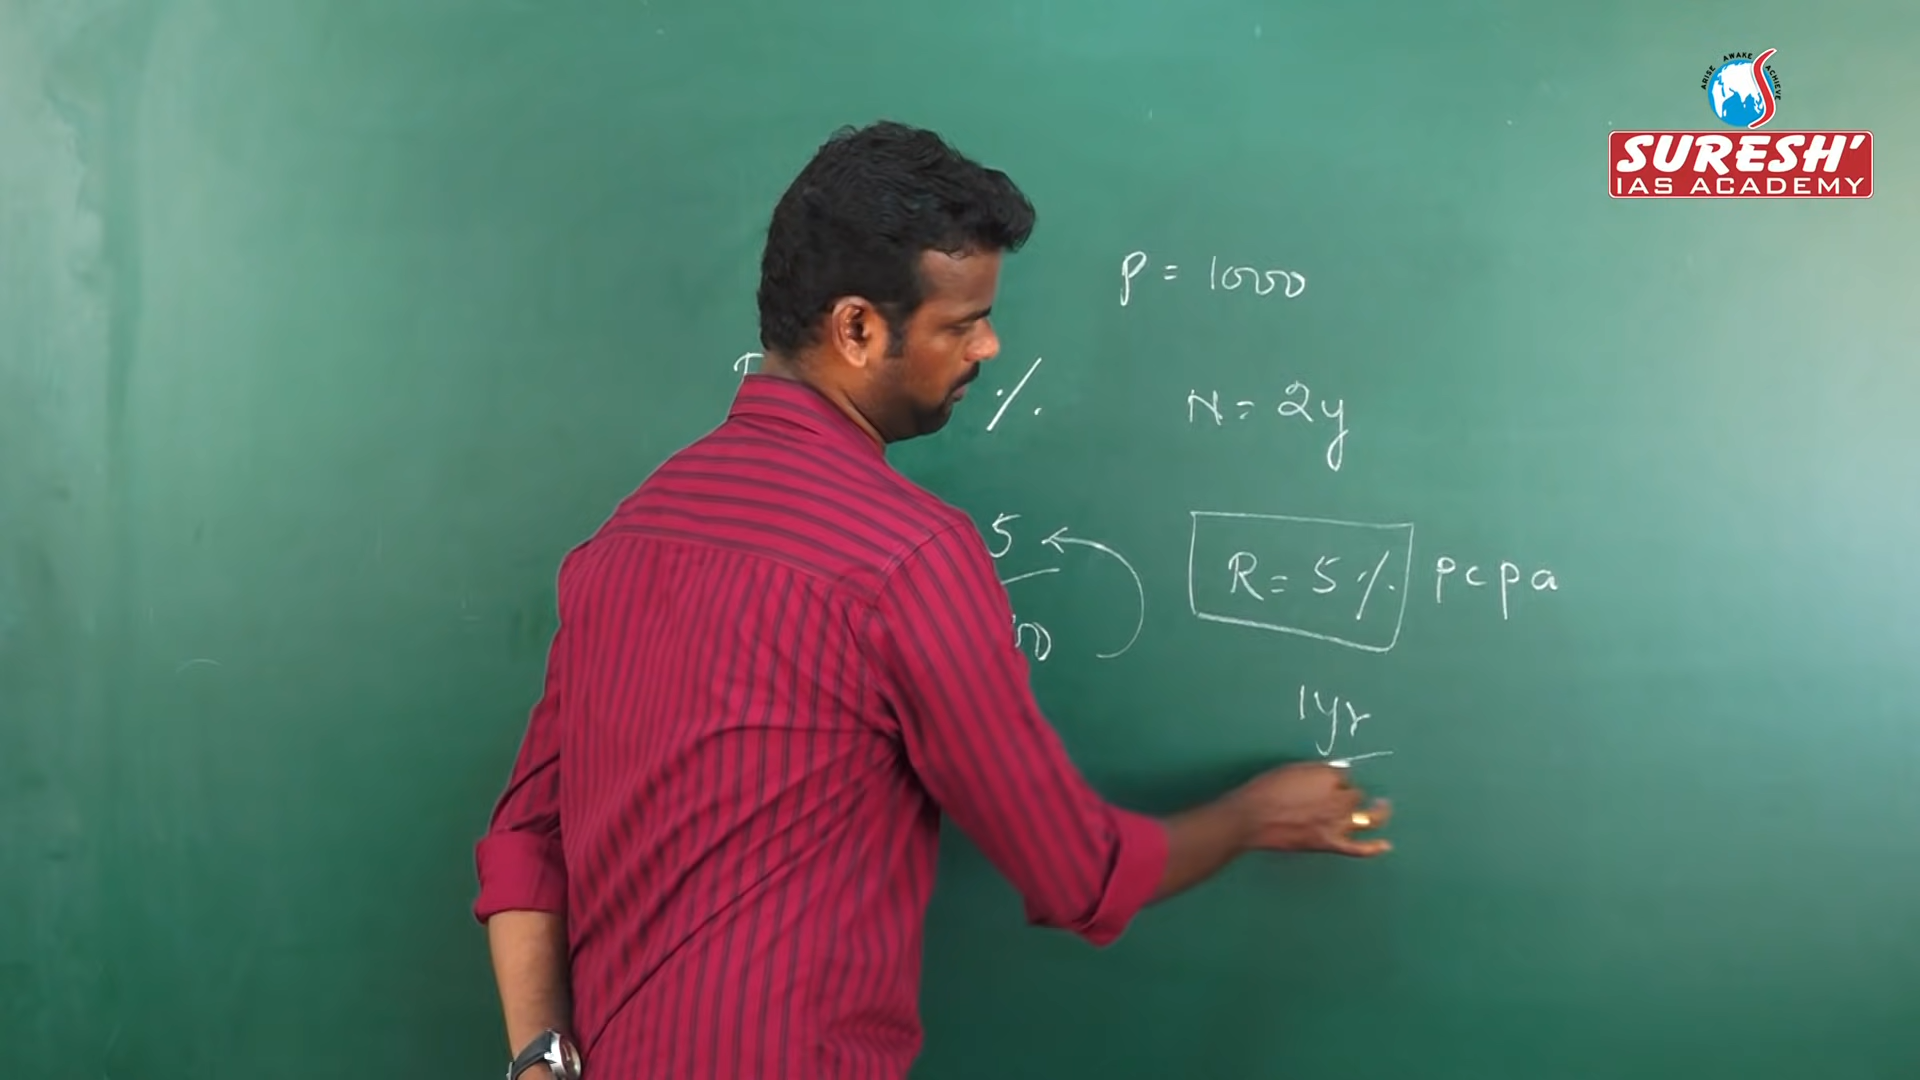 ARISE AWAKE ACHIEVE
SURESH'
IAS ACADEMY
P = 1000
%
N = 2y
5
R = 5% pcpa
1yr